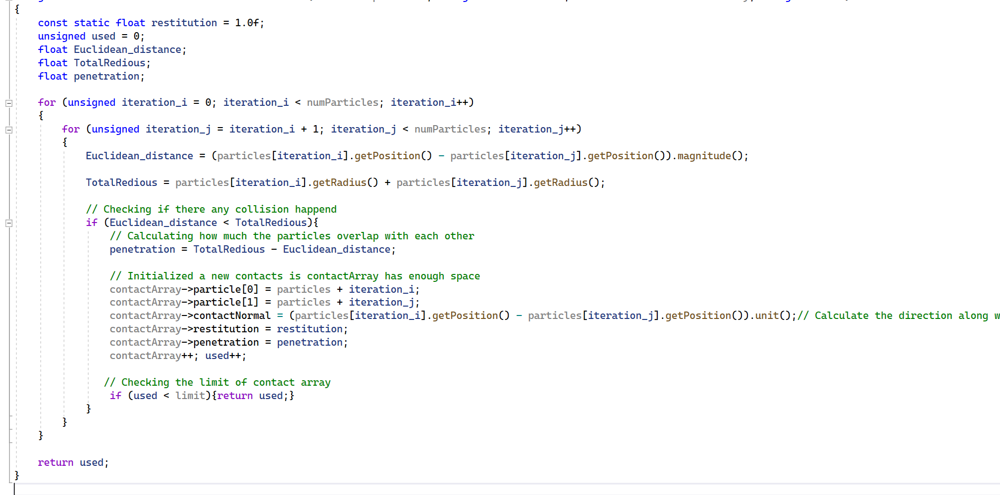 {
const static float restitution = 1.0f;
unsigned used = 0;
float Euclidean_distance;
float TotalRedious;
float penetration;
for (unsigned iteration_i = 0; iteration_i < numParticles; iteration_i++)
{
for (unsigned iteration_j = iteration_i + 1; iteration_j < numParticles; iteration_j++)
{
Euclidean_distance = (particles[iteration_i].getPosition() - particles[iteration_j].getPosition()).magnitude();
TotalRedious = particles[iteration_i].getRadius() + particles[iteration_j].getRadius();
// Checking if there any collision happend
if (Euclidean_distance < TotalRedious){
// Calculating how much the particles overlap with each other
penetration = TotalRedious - Euclidean_distance;
// Initialized a new contacts is contactArray has enough space
contactArray->particle[0] = particles + iteration_i;
contactArray->particle[1] = particles + iteration_j;
contactArray->contactNormal = (particles[iteration_i].getPosition() - particles[iteration_j].getPosition()).unit();// Calculate the direction along w
contactArray->restitution = restitution;
contactArray->penetration = penetration;
contactArray++; used++;
// Checking the limit of contact array
if (used < limit){return used;}
}
}
}
return used;
}